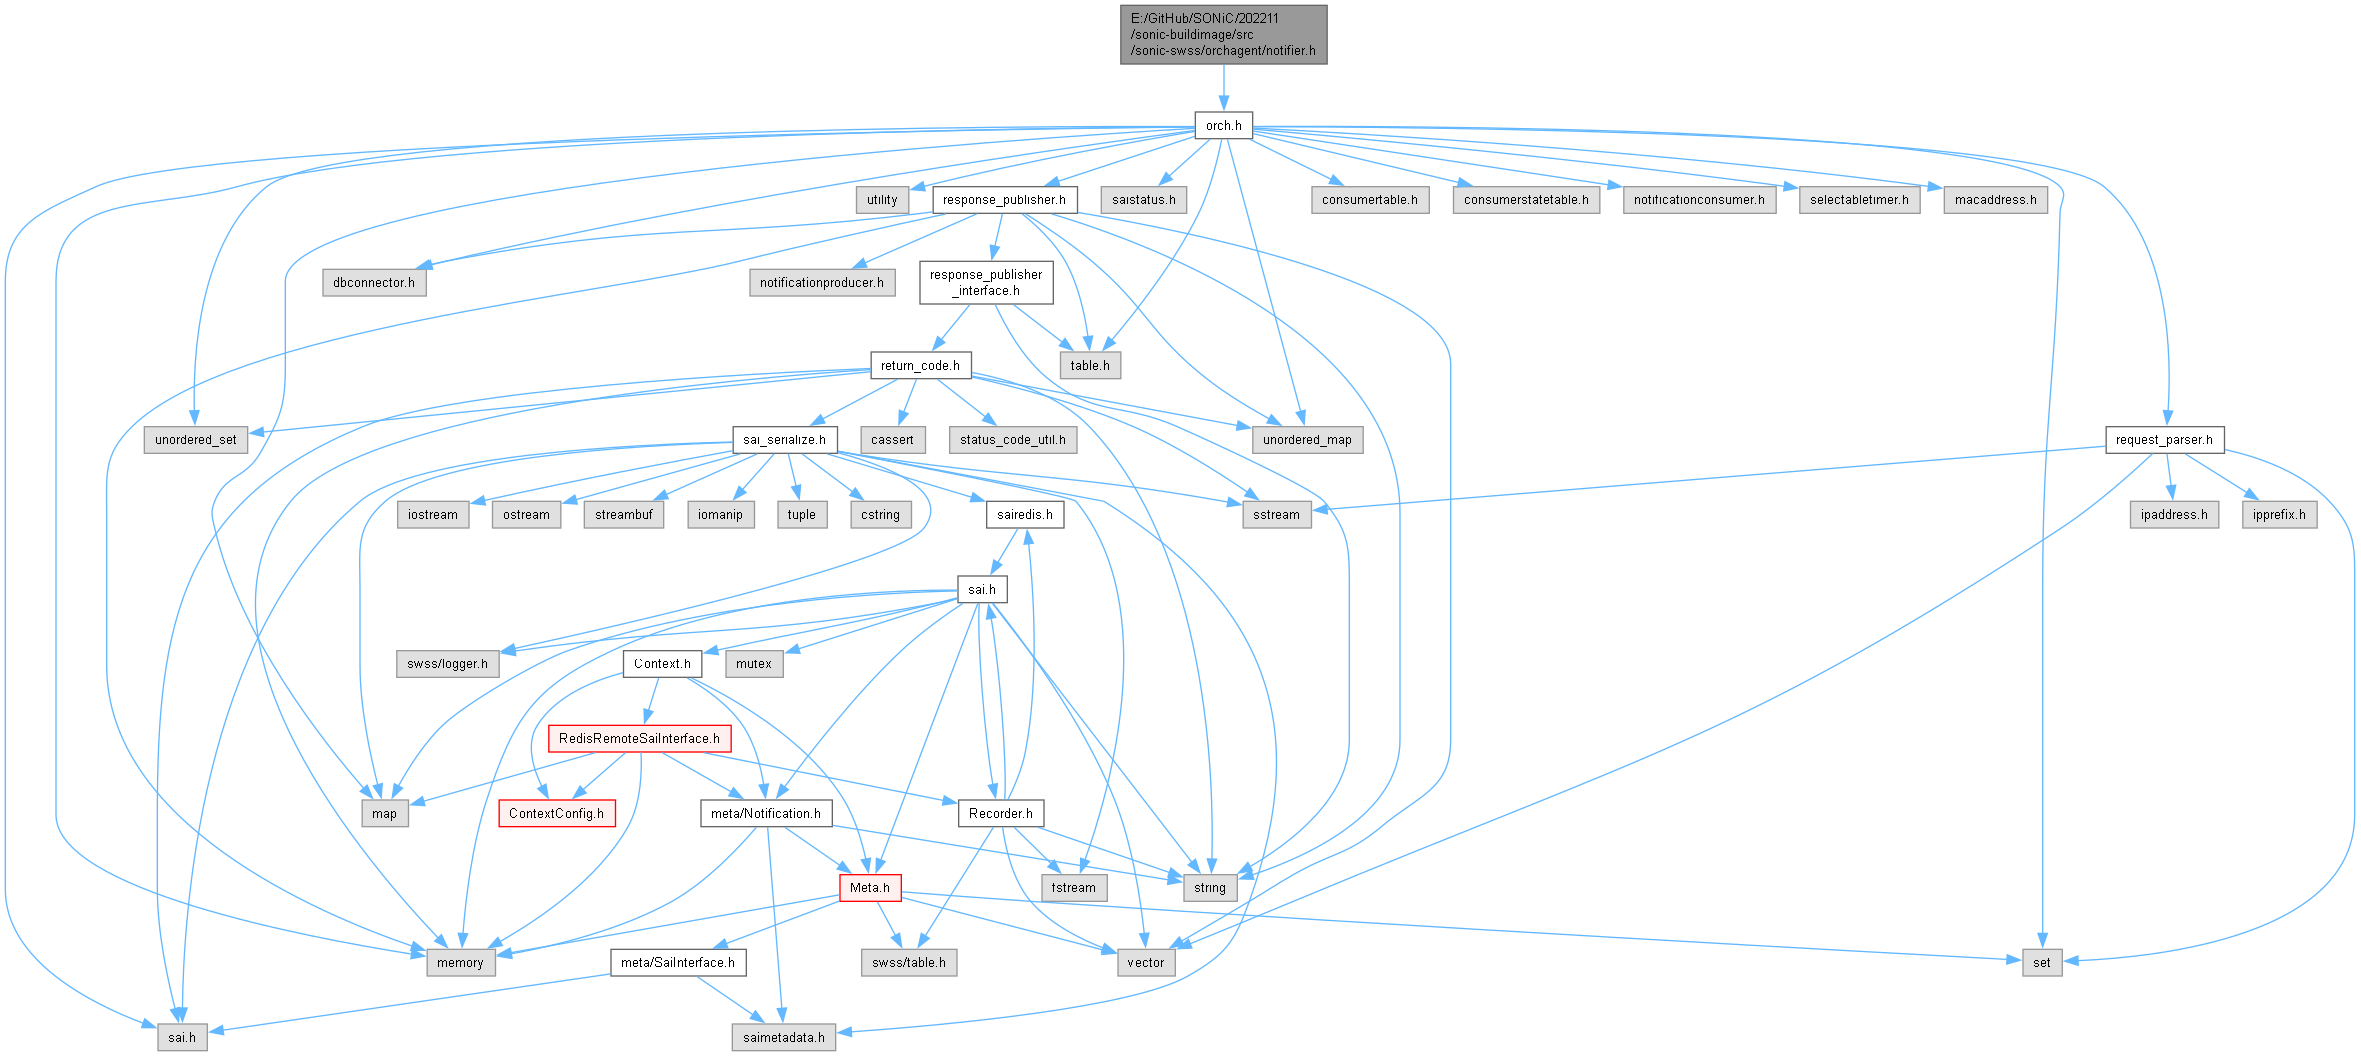 E:/GitHub/SONiC/202211
/sonic-buildimage/src
/sonic-swss/orchagent/notifier.h
orch.h
utility
response_publisher.h
saistatus.h
consumertable.h
consumerstatetable.h
notificationconsumer.h
selectabletimer.h
macaddress.h
dbconnector.h
notificationproducer.h
response_publisher
_interface.h
return_code.h
table.h
unordered_set
sai_serialize.h
cassert
status_code_util.h
unordered_map
request_parser.h
iostream
ostream
streambuf
iomanip
tuple
cstring
sairedis.h
sstream
ipaddress.h
ipprefix.h
sai.h
swss/logger.h
Context.h
mutex
RedisRemoteSaiInterface.h
map
ContextConfig.h
meta/Notification.h
Recorder.h
Meta.h
fstream
string
memory
meta/SaiInterface.h
swss/table.h
vector
set
sai.h
saimetadata.h